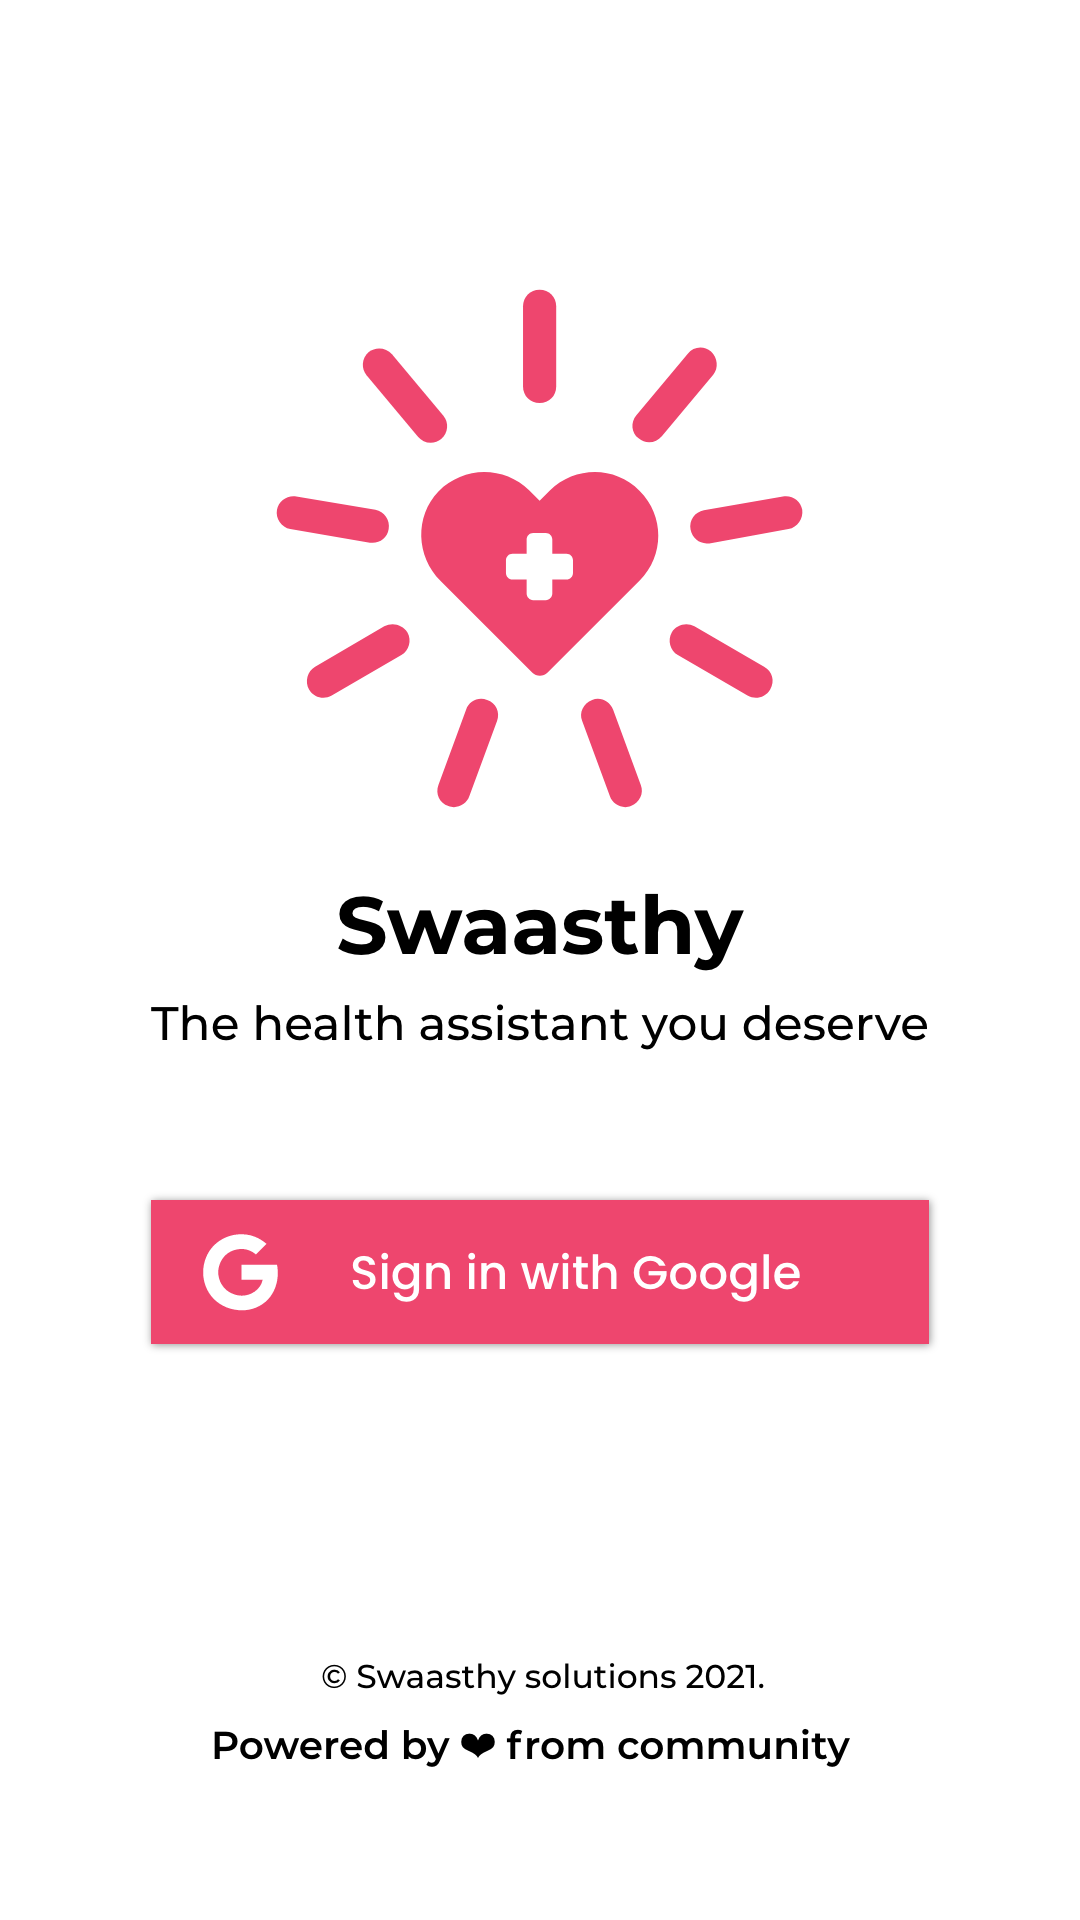 Swaasthy
The health assistant you deserve
Sign in with Google
© Swaasthy solutions 2021.
Powered by ❤ from community